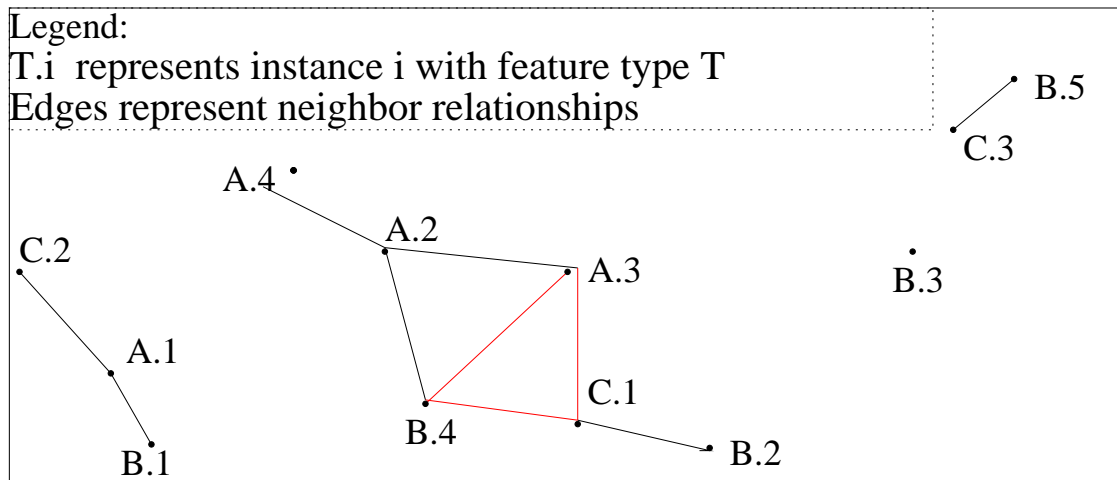 Legend:
T.i represents instance i with feature type T
Edges represent neighbor relationships
B.5
C.3
A.4
A.2
C.2
A.3
B.3
A.1
C.1
B.4
B.2
B.1